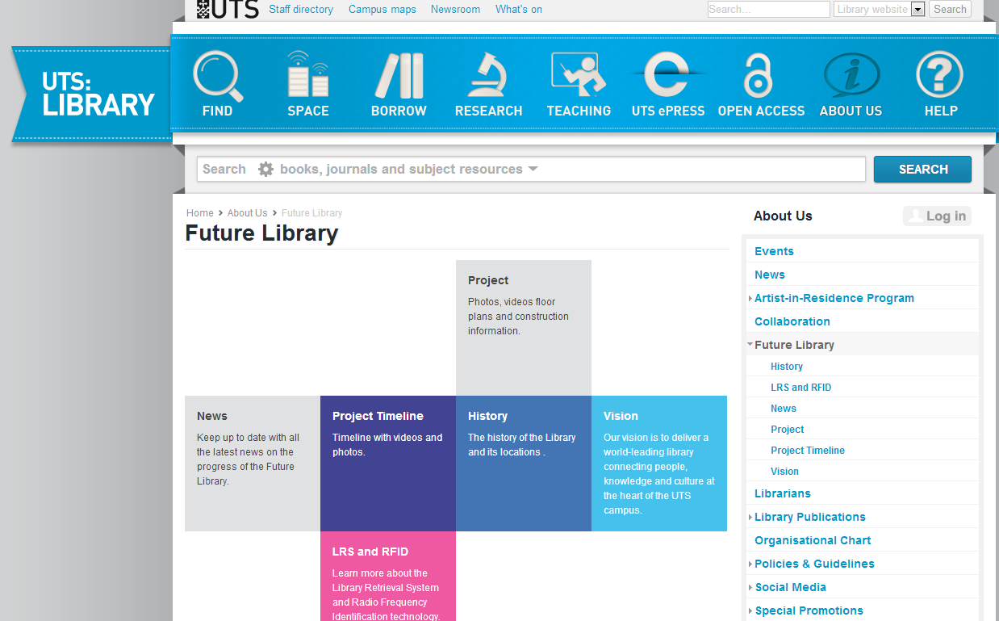 UTS Staff directory Campus maps Newsroom What's on Search... Library website Search
UTS:
LIBRARY
FIND SPACE BORROW RESEARCH TEACHING UTS ePRESS OPEN ACCESS ABOUT US HELP
Search books, journals and subject resources SEARCH
Home > About Us > Future Library
Future Library
Project
Photos, videos floor
plans and construction
information.
News
Keep up to date with all
the latest news on the
progress of the Future
Library.
Project Timeline
Timeline with videos and
photos.
History
The history of the Library
and its locations .
Vision
Our vision is to deliver a
world-leading library
connecting people,
knowledge and culture at
the heart of the UTS
campus.
LRS and RFID
Learn more about the
Library Retrieval System
and Radio Frequency
Identification technology.
About Us Log in
Events
News
Artist-in-Residence Program
Collaboration
Future Library
History
LRS and RFID
News
Project
Project Timeline
Vision
Librarians
Library Publications
Organisational Chart
Policies & Guidelines
Social Media
Special Promotions